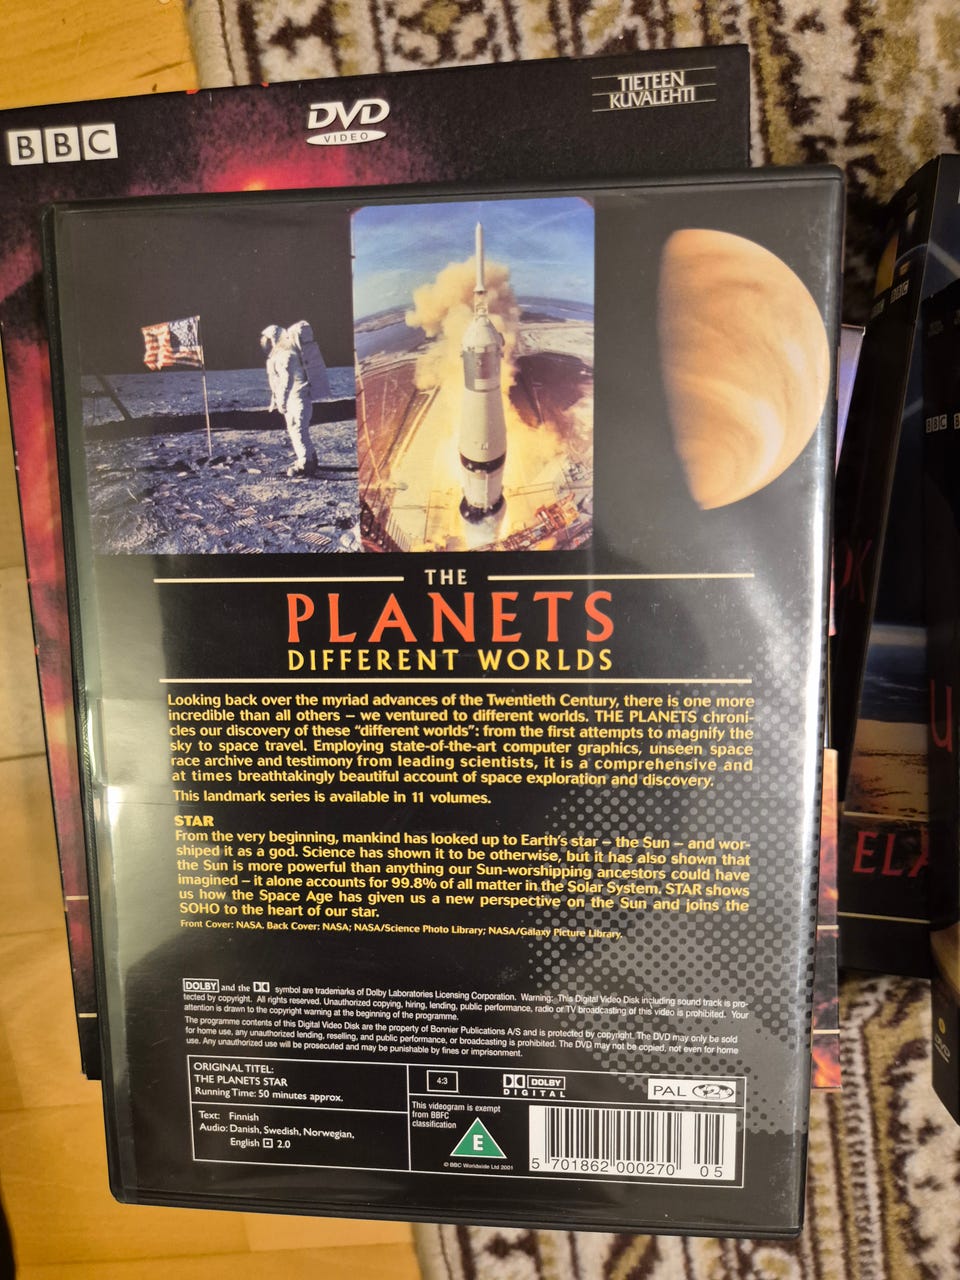 BBC
DVD
VIDEO
TIETEEN
KUVALEHTI
THE
PLANETS
DIFFERENT WORLDS
Looking back over the myriad advances of the Twentieth Century, there is one more
incredible than all others – we ventured to different worlds. THE PLANETS chroni-
cles our discovery of these “different worlds”: from the first attempts to magnify the
sky to space travel. Employing state-of-the-art computer graphics, unseen space
race archive and testimony from leading scientists, it is a comprehensive and
at times breathtakingly beautiful account of space exploration and discovery.
This landmark series is available in 11 volumes.
STAR
From the very beginning, mankind has looked up to Earth's star – the Sun – and wor-
shiped it as a god. Science has shown it to be otherwise, but it has also shown that
the Sun is more powerful than anything our Sun-worshipping ancestors could have
imagined – it alone accounts for 99.8% of all matter in the Solar System. STAR shows
us how the Space Age has given us a new perspective on the Sun and joins the
SOHO to the heart of our star.
Front Cover: NASA. Back Cover: NASA; NASA/Science Photo Library; NASA/Galaxy Picture Library.
DOLBY and the symbol are trademarks of Dolby Laboratories Licensing Corporation. Warning: This Digital Video Disk including sound track is pro-
tected by copyright. All rights reserved. Unauthorized copying, hiring, lending, public performance, radio or TV broadcasting of this video is prohibited. Your
attention is drawn to the copyright warning at the beginning of the programme.
The programme contents of this Digital Video Disk are the property of Bonnier Publications A/S and is protected by copyright. The DVD may only be sold
for home use, any unauthorized lending, reselling, and public performance, or broadcasting is prohibited. The DVD may not be copied, not even for home
use. Any unauthorized use will be prosecuted and may be punishable by fines or imprisonment.
ORIGINAL TITEL:
THE PLANETS STAR
Running Time: 50 minutes approx.
Text: Finnish
Audio: Danish, Swedish, Norwegian,
English 2.0
4:3
DOLBY
DIGITAL
PAL 2
This videogram is exempt
from BBFC
classification
E
© BBC Worldwide Ltd 2001
5 701862 000270 05
BBC
BBC
DVD